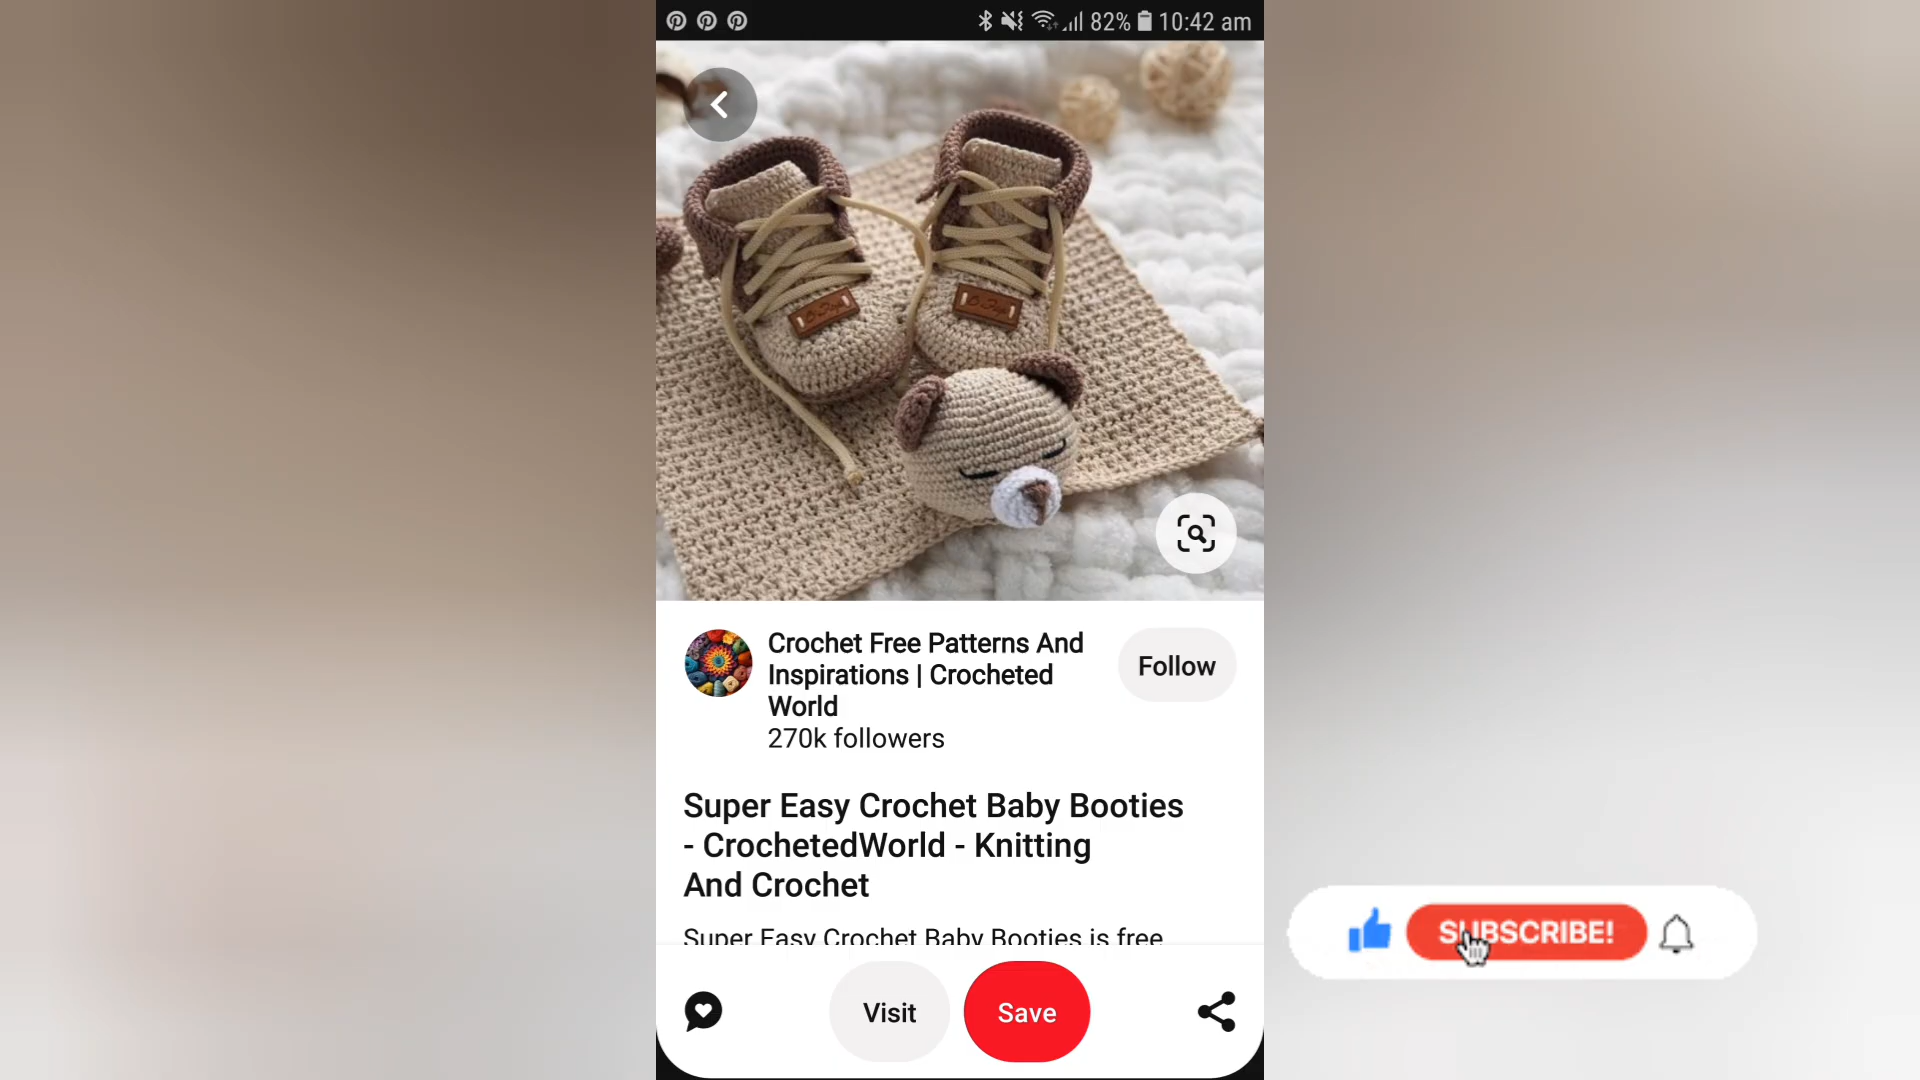 82% 10:42 am
Crochet Free Patterns And
Inspirations | Crocheted
World
270k followers
Follow
Super Easy Crochet Baby Booties
- CrochetedWorld - Knitting
And Crochet
Super Easy Crochet Baby Booties is free
Visit
Save
SUBSCRIBE!